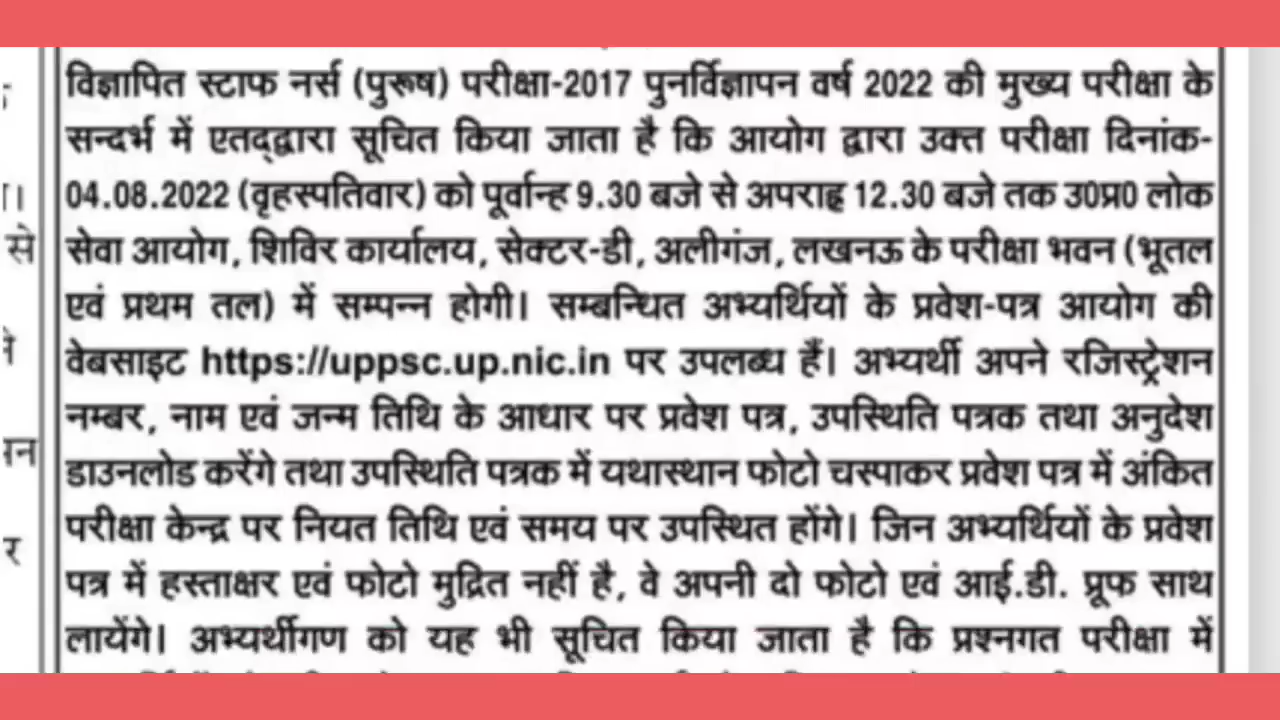 विज्ञापित स्टाफ नर्स (पुरूष) परीक्षा-2017 पुनर्विज्ञापन वर्ष 2022 की मुख्य परीक्षा के
सन्दर्भ में एतद्द्वारा सूचित किया जाता है कि आयोग द्वारा उक्त परीक्षा दिनांक-
04.08.2022 (वृहस्पतिवार) को पूर्वान्ह 9.30 बजे से अपराह्न 12.30 बजे तक उ0प्र0 लोक
सेवा आयोग, शिविर कार्यालय, सेक्टर-डी, अलीगंज, लखनऊ के परीक्षा भवन (भूतल
एवं प्रथम तल) में सम्पन्न होगी। सम्बन्धित अभ्यर्थियों के प्रवेश-पत्र आयोग की
वेबसाइट https://uppsc.up.nic.in पर उपलब्ध हैं। अभ्यर्थी अपने रजिस्ट्रेशन
नम्बर, नाम एवं जन्म तिथि के आधार पर प्रवेश पत्र, उपस्थिति पत्रक तथा अनुदेश
डाउनलोड करेंगे तथा उपस्थिति पत्रक में यथास्थान फोटो चस्पाकर प्रवेश पत्र में अंकित
परीक्षा केन्द्र पर नियत तिथि एवं समय पर उपस्थित होंगे। जिन अभ्यर्थियों के प्रवेश
पत्र में हस्ताक्षर एवं फोटो मुद्रित नहीं है, वे अपनी दो फोटो एवं आई.डी. प्रूफ साथ
लायेंगे। अभ्यर्थीगण को यह भी सूचित किया जाता है कि प्रश्नगत परीक्षा में